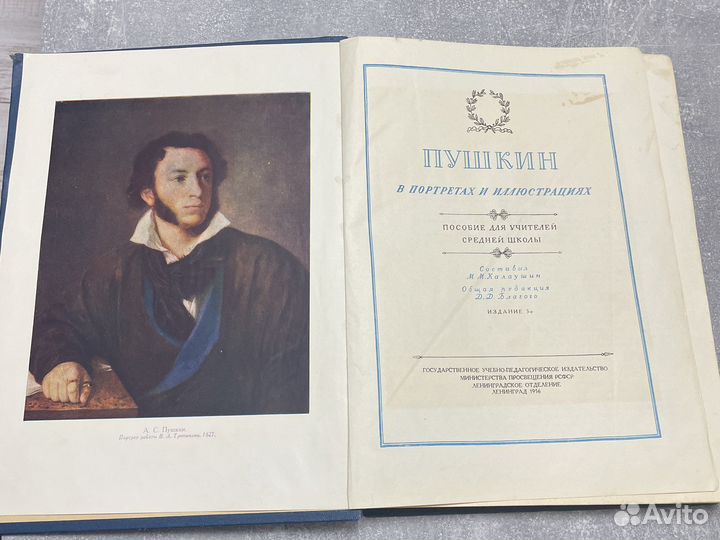 А. С. Пушкин.
Портрет работы В. А. Тропинина, 1827.
ПУШКИН
В ПОРТРЕТАХ И ИЛЛЮСТРАЦИЯХ
ПОСОБИЕ ДЛЯ УЧИТЕЛЕЙ
СРЕДНЕЙ ШКОЛЫ
Составил
М.М.Калаушин
Общая редакция
Д.Д.Благого
ИЗДАНИЕ 3-е
ГОСУДАРСТВЕННОЕ УЧЕБНО-ПЕДАГОГИЧЕСКОЕ ИЗДАТЕЛЬСТВО
МИНИСТЕРСТВА ПРОСВЕЩЕНИЯ РСФСР
ЛЕНИНГРАДСКОЕ ОТДЕЛЕНИЕ
ЛЕНИНГРАД 1956
Avito